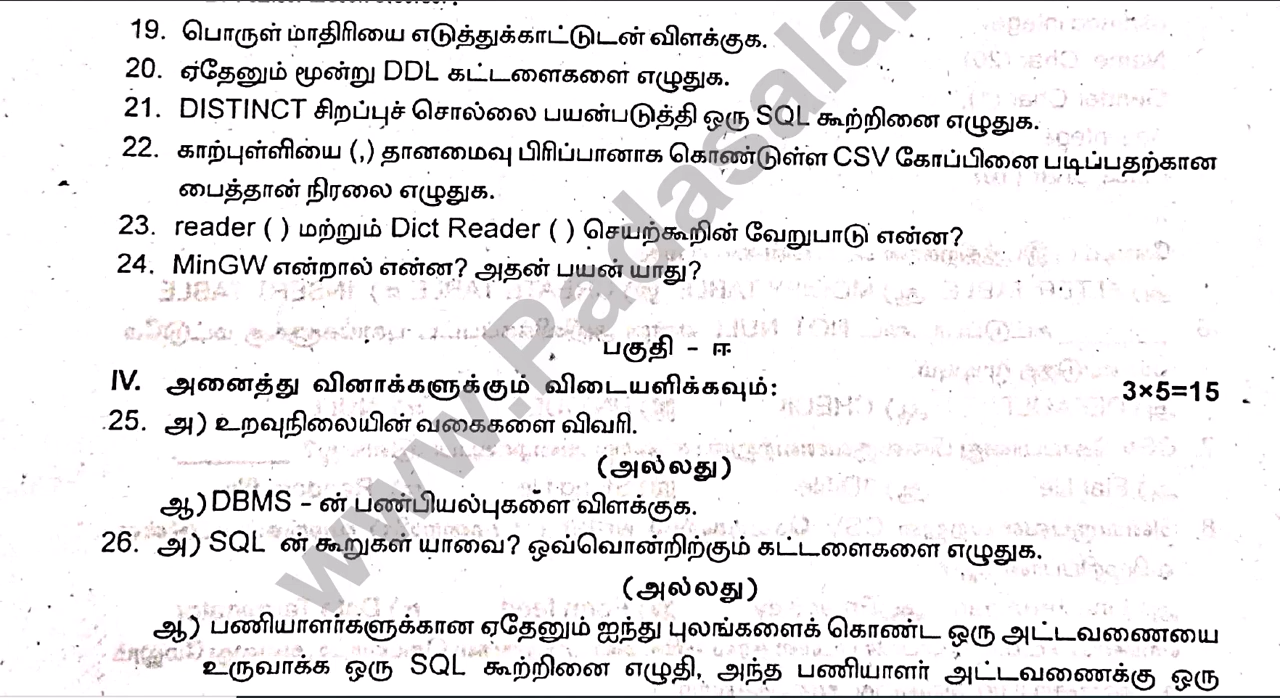 19. பொருள் மாதிரியை எடுத்துக்காட்டுடன் விளக்குக.
20. ஏதேனும் மூன்று DDL கட்டளைகளை எழுதுக.
21. DISTINCT சிறப்புச் சொல்லை பயன்படுத்தி ஒரு SQL கூற்றினை எழுதுக.
22. காற்புள்ளியை (,) தானமைவு பிரிப்பானாக கொண்டுள்ள CSV கோப்பினை படிப்பதற்கான
பைத்தான் நிரலை எழுதுக.
23. reader ( ) மற்றும் Dict Reader ( ) செயற்கூறின் வேறுபாடு என்ன?
24. MinGW என்றால் என்ன? அதன் பயன் யாது?
பகுதி - ஈ
IV. அனைத்து வினாக்களுக்கும் விடையளிக்கவும்: 3×5=15
25. அ) உறவுநிலையின் வகைகளை விவரி.
(அல்லது)
ஆ) DBMS - ன் பண்பியல்புகளை விளக்குக.
26. அ) SQL ன் கூறுகள் யாவை? ஒவ்வொன்றிற்கும் கட்டளைகளை எழுதுக.
(அல்லது)
ஆ) பணியாளர்களுக்கான ஏதேனும் ஐந்து புலங்களைக் கொண்ட ஒரு அட்டவணையை
உருவாக்க ஒரு SQL கூற்றினை எழுதி, அந்த பணியாளர் அட்டவணைக்கு ஒரு
www.Padasalai